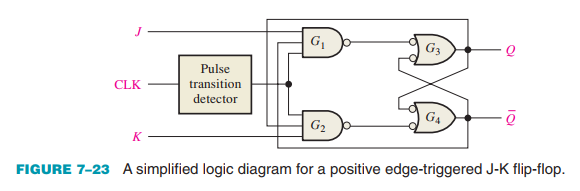 J
G1
G3
Q
Pulse
transition
detector
CLK
G2
G4
Q̅
K
FIGURE 7–23 A simplified logic diagram for a positive edge-triggered J-K flip-flop.